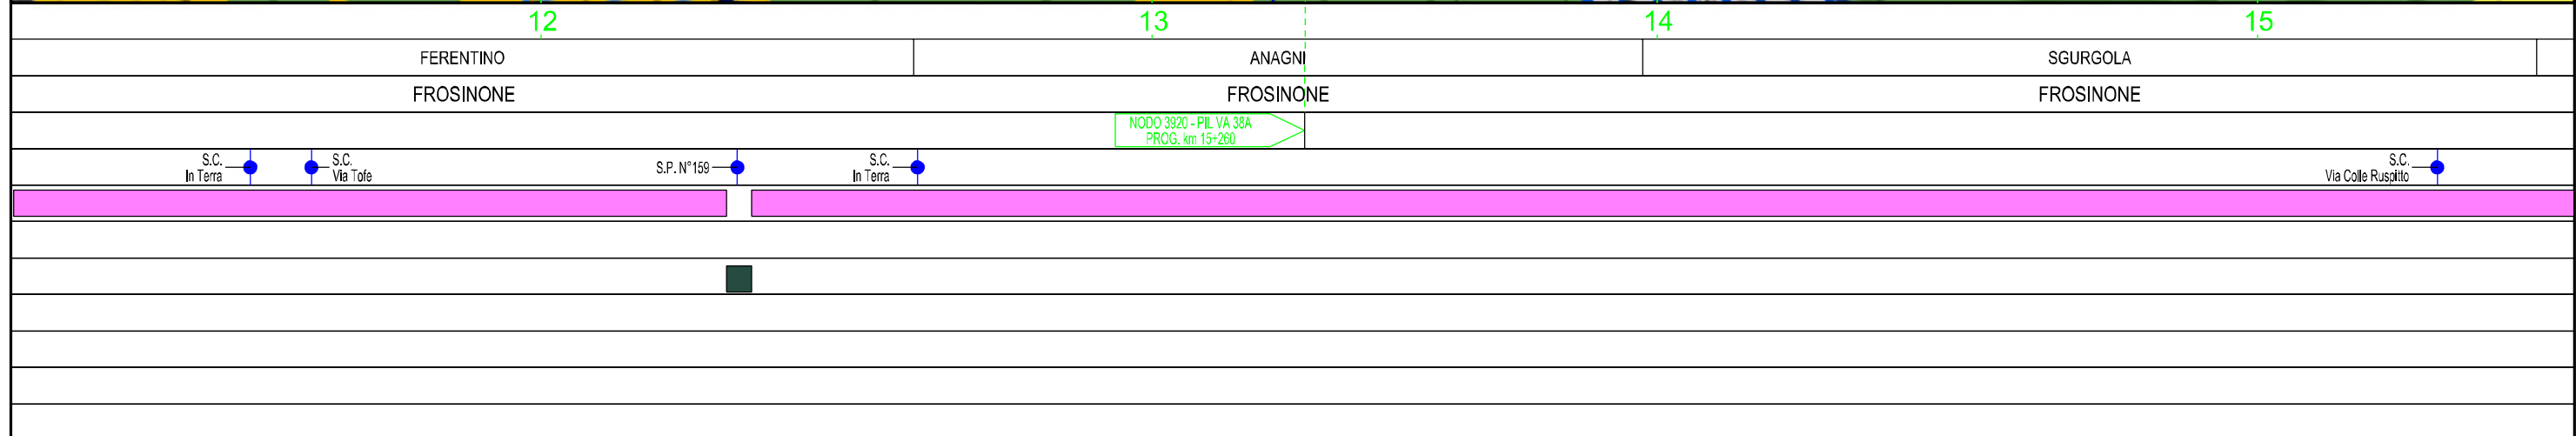 12 13 14 15
FERENTINO ANAGNI SGURGOLA
FROSINONE FROSINONE FROSINONE
NODO 3920 - PIL VA 38A
PROG. km 15+260
S.C.
In Terra
S.C.
Via Tofe
S.P. N°159
S.C.
In Terra
S.C.
Via Colle Ruspitto